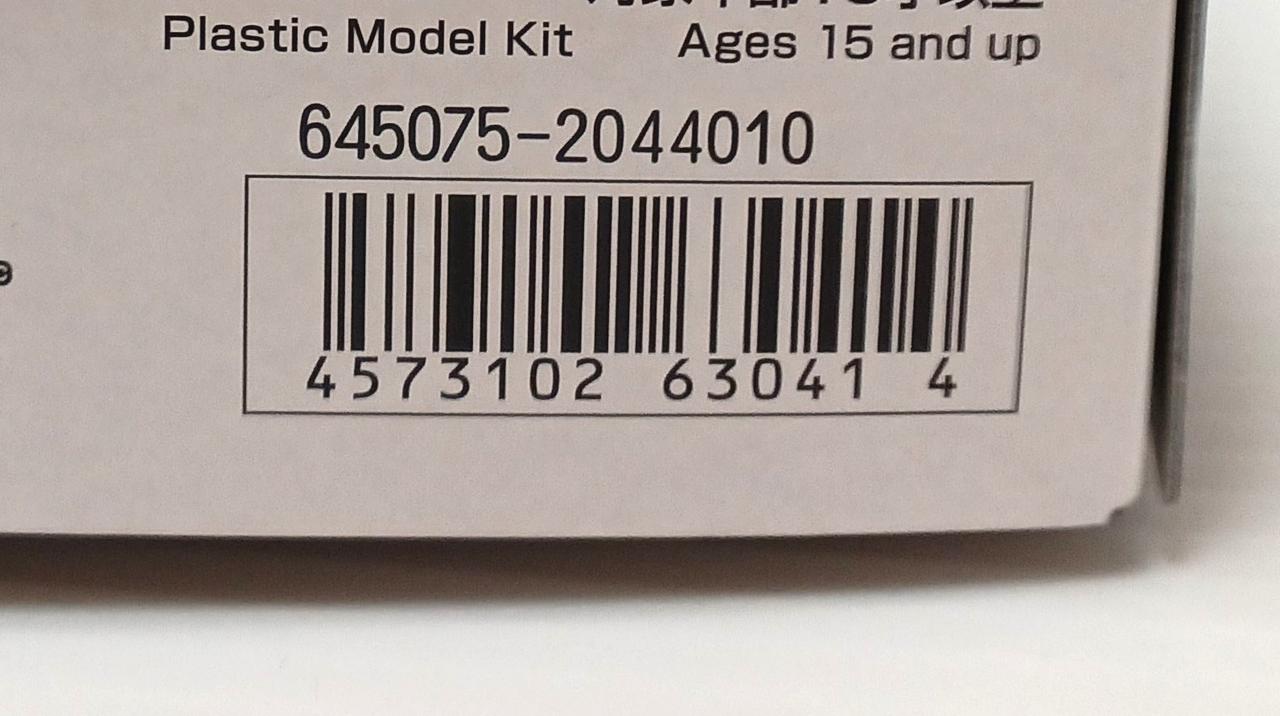 Plastic Model Kit Ages 15 and up
645075-2044010
4573102 63041 4